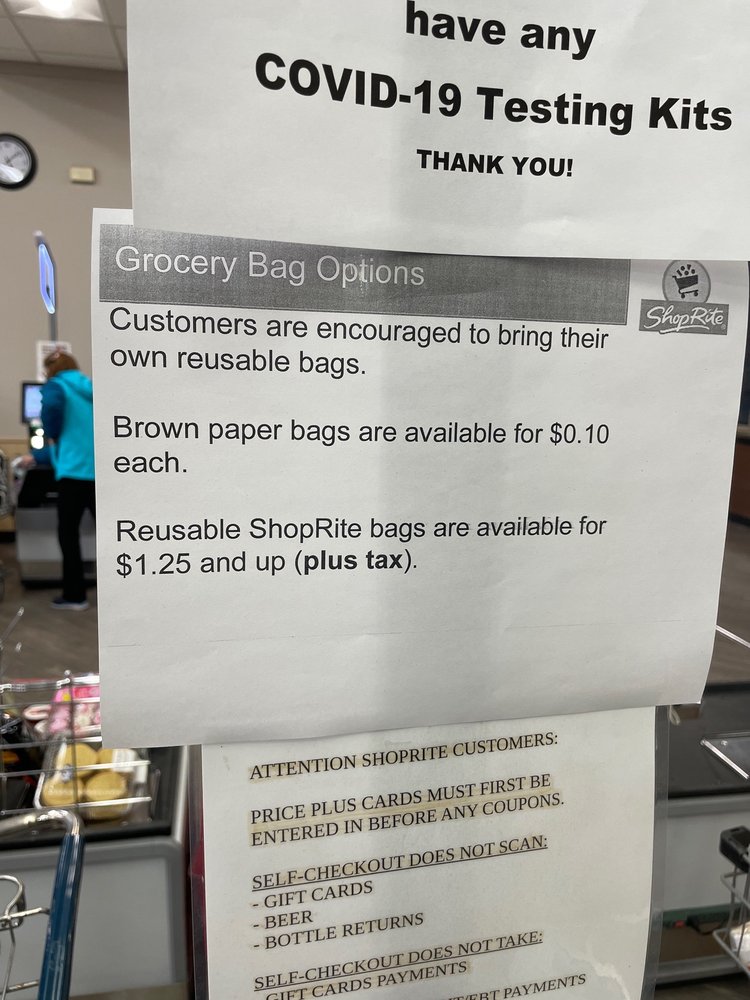 have any
COVID-19 Testing Kits
THANK YOU!
Grocery Bag Options
ShopRite
Customers are encouraged to bring their
own reusable bags.
Brown paper bags are available for $0.10
each.
Reusable ShopRite bags are available for
$1.25 and up (plus tax).
ATTENTION SHOPRITE CUSTOMERS:
PRICE PLUS CARDS MUST FIRST BE
ENTERED IN BEFORE ANY COUPONS.
SELF-CHECKOUT DOES NOT SCAN:
- GIFT CARDS
- BEER
- BOTTLE RETURNS
SELF-CHECKOUT DOES NOT TAKE:
- GIFT CARDS PAYMENTS
PAYMENTS